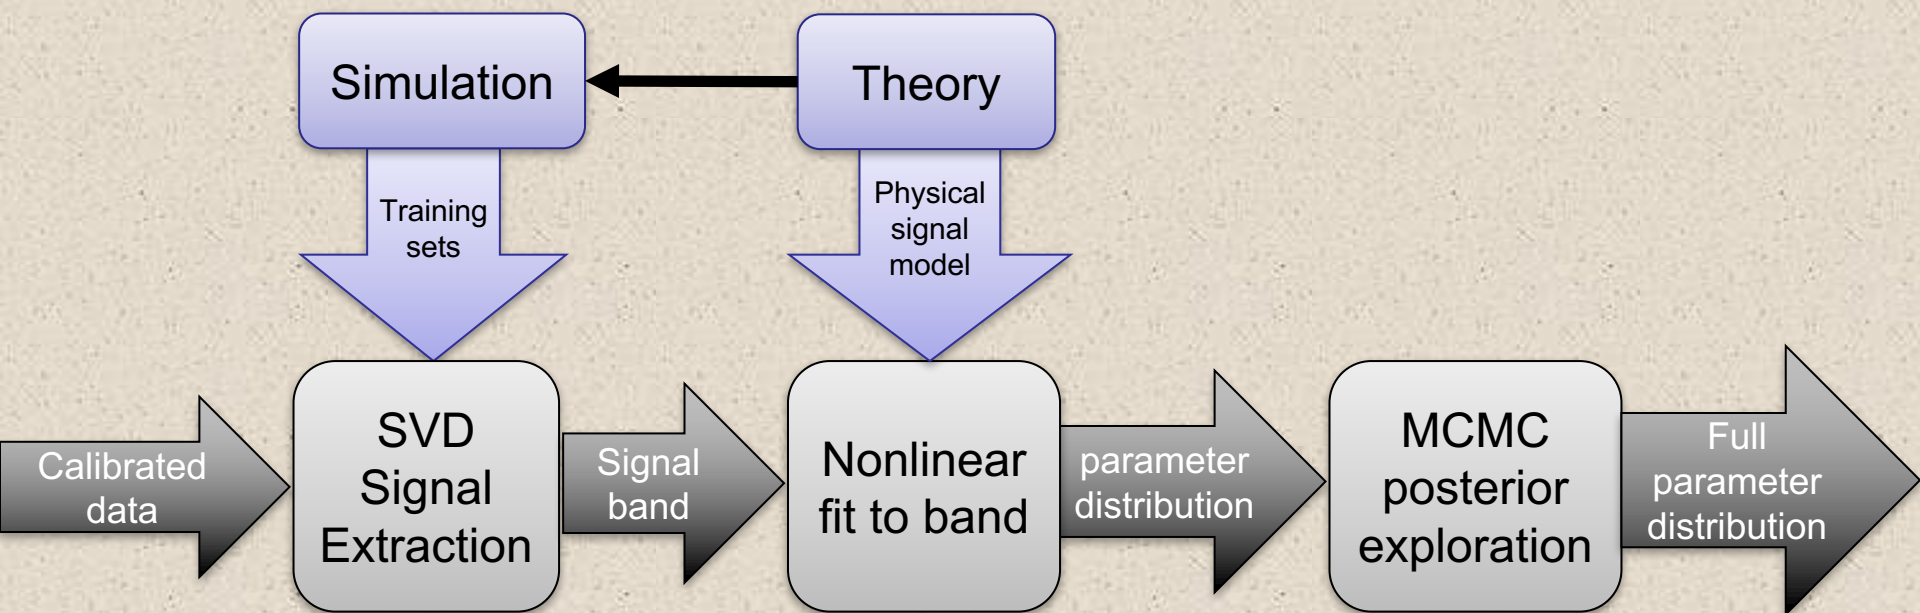 Simulation
Theory
Training
sets
Physical
signal
model
Calibrated
data
SVD
Signal
Extraction
Signal
band
Nonlinear
fit to band
parameter
distribution
MCMC
posterior
exploration
Full
parameter
distribution